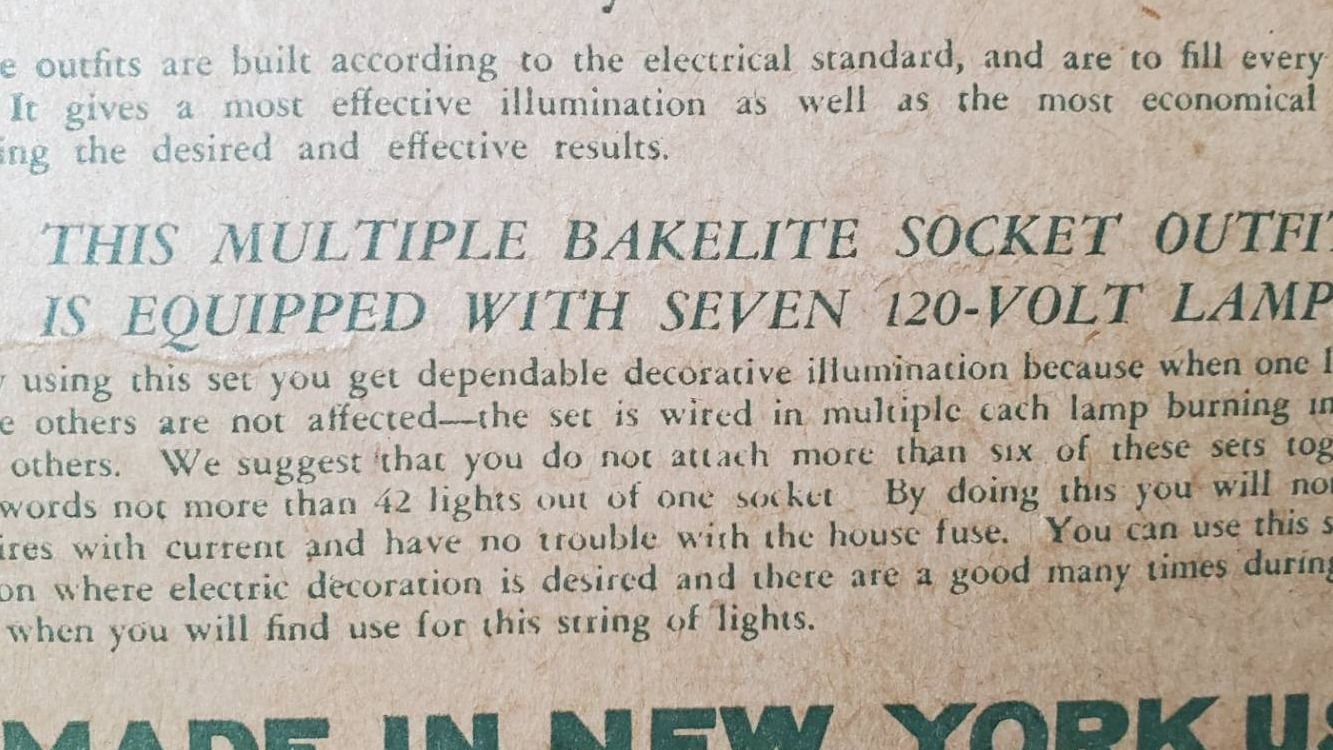 e outfits are built according to the electrical standard, and are to fill every
It gives a most effective illumination as well as the most economical
ing the desired and effective results.
THIS MULTIPLE BAKELITE SOCKET OUTFIT
IS EQUIPPED WITH SEVEN 120-VOLT LAMP
y using this set you get dependable decorative illumination because when one l
e others are not affected—the set is wired in multiple each lamp burning in
others. We suggest that you do not attach more than six of these sets tog
words not more than 42 lights out of one socket By doing this you will not
ires with current and have no trouble with the house fuse. You can use this s
on where electric decoration is desired and there are a good many times during
when you will find use for this string of lights.
MADE IN NEW YORK U.S